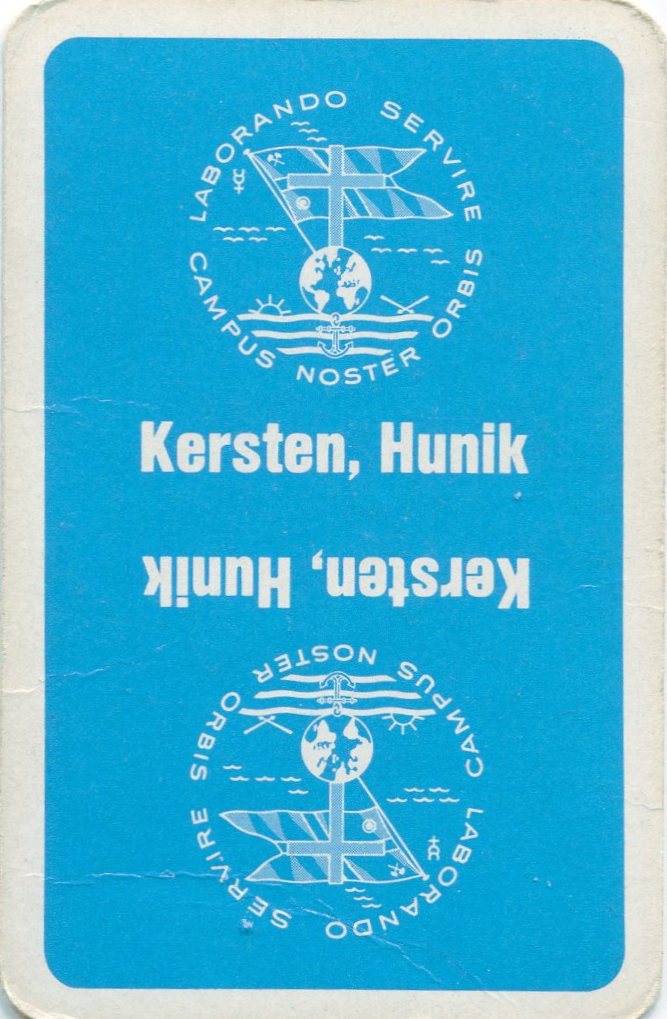 LABORANDO SERVIRE
CAMPUS NOSTER ORBIS
Kersten, Hunik
Kersten, Hunik
CAMPUS NOSTER ORBIS
LABORANDO SERVIRE